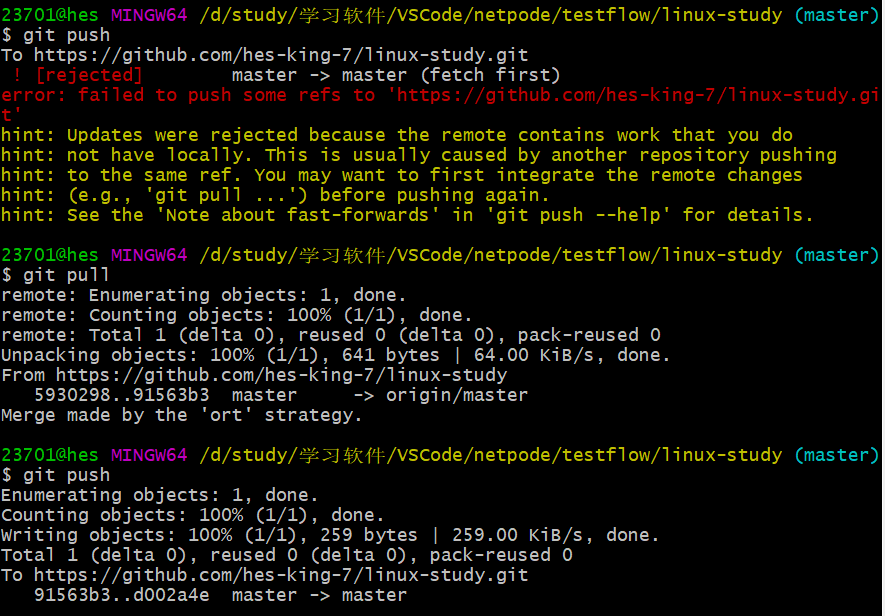 23701@hes MINGW64 /d/study/学习软件/VSCode/netpode/testflow/linux-study (master)
$ git push
To https://github.com/hes-king-7/linux-study.git
 ! [rejected]        master -> master (fetch first)
error: failed to push some refs to 'https://github.com/hes-king-7/linux-study.gi
t'
hint: Updates were rejected because the remote contains work that you do
hint: not have locally. This is usually caused by another repository pushing
hint: to the same ref. You may want to first integrate the remote changes
hint: (e.g., 'git pull ...') before pushing again.
hint: See the 'Note about fast-forwards' in 'git push --help' for details.
23701@hes MINGW64 /d/study/学习软件/VSCode/netpode/testflow/linux-study (master)
$ git pull
remote: Enumerating objects: 1, done.
remote: Counting objects: 100% (1/1), done.
remote: Total 1 (delta 0), reused 0 (delta 0), pack-reused 0
Unpacking objects: 100% (1/1), 641 bytes | 64.00 KiB/s, done.
From https://github.com/hes-king-7/linux-study
   5930298..91563b3  master     -> origin/master
Merge made by the 'ort' strategy.
23701@hes MINGW64 /d/study/学习软件/VSCode/netpode/testflow/linux-study (master)
$ git push
Enumerating objects: 1, done.
Counting objects: 100% (1/1), done.
Writing objects: 100% (1/1), 259 bytes | 259.00 KiB/s, done.
Total 1 (delta 0), reused 0 (delta 0), pack-reused 0
To https://github.com/hes-king-7/linux-study.git
   91563b3..d002a4e  master -> master